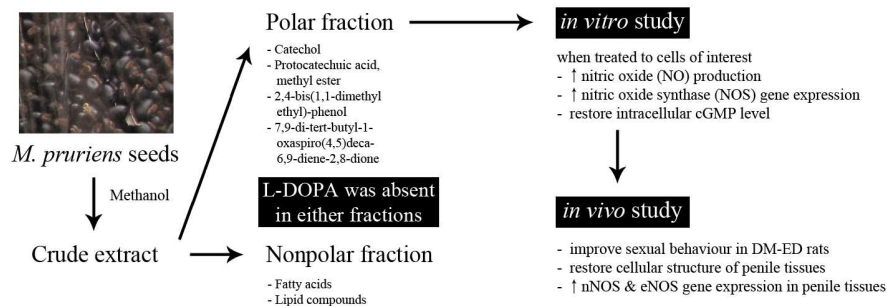 M. pruriens seeds
Methanol
Crude extract
Polar fraction
- Catechol
- Protocatechuic acid,
methyl ester
- 2,4-bis(1,1-dimethyl
ethyl)-phenol
- 7,9-di-tert-butyl-1-
oxaspiro(4,5)deca-
6,9-diene-2,8-dione
L-DOPA was absent
in either fractions
Nonpolar fraction
- Fatty acids
- Lipid compounds
in vitro study
when treated to cells of interest
- ↑ nitric oxide (NO) production
- ↑ nitric oxide synthase (NOS) gene expression
- restore intracellular cGMP level
in vivo study
- improve sexual behaviour in DM-ED rats
- restore cellular structure of penile tissues
- ↑ nNOS & eNOS gene expression in penile tissues